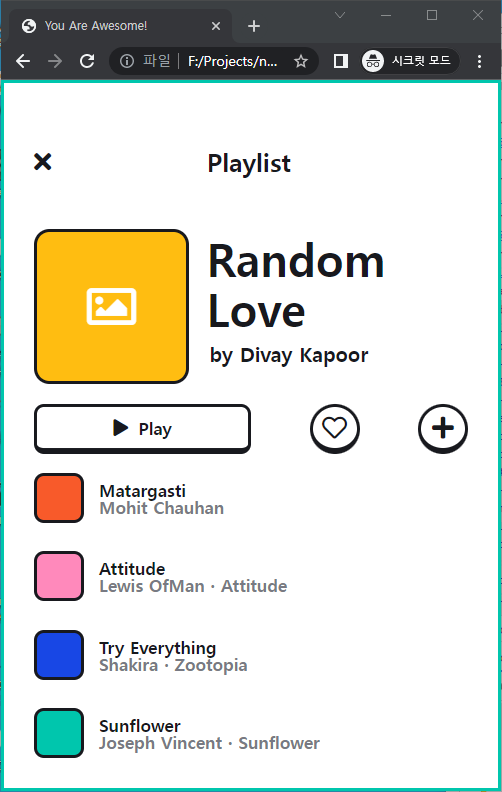 You Are Awesome!
파일 F:/Projects/n... 시크릿 모드
Playlist
Random
Love
by Divay Kapoor
Play
Matargasti
Mohit Chauhan
Attitude
Lewis OfMan · Attitude
Try Everything
Shakira · Zootopia
Sunflower
Joseph Vincent · Sunflower